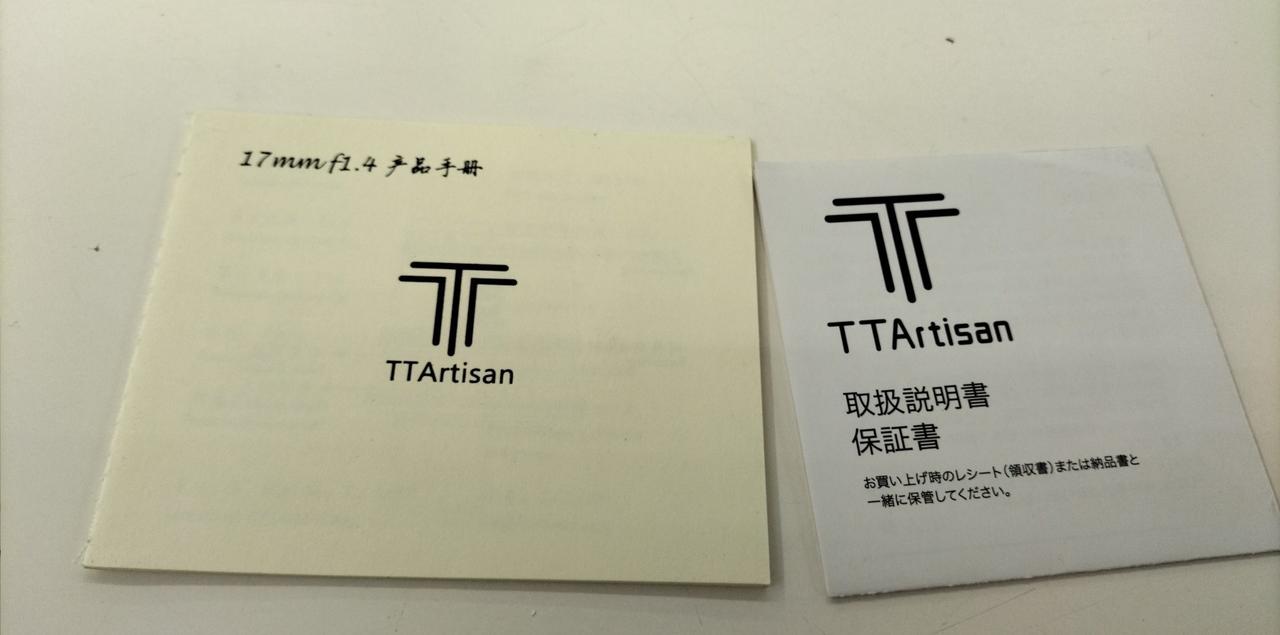 17mm f1.4 产品手册
TTArtisan
TTArtisan
取扱説明書
保証書
お買い上げ時のレシート(領収書)または納品書と
一緒に保管してください。